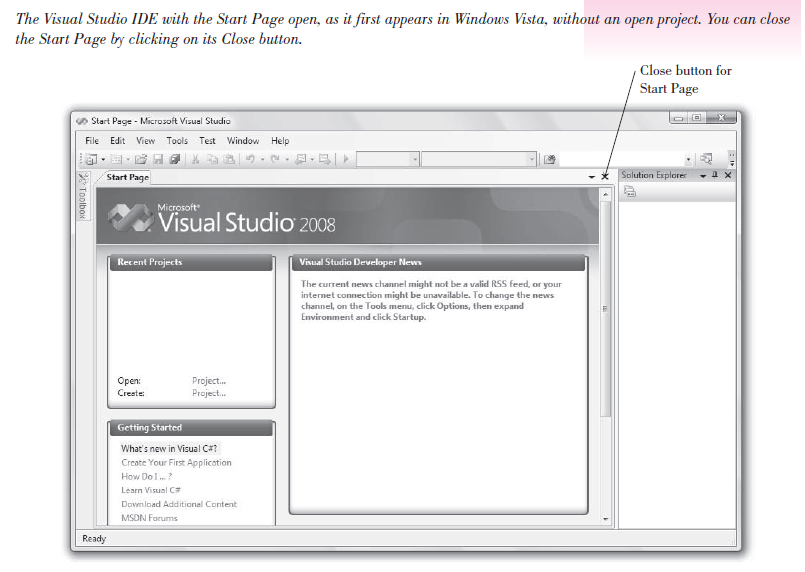 The Visual Studio IDE with the Start Page open, as it first appears in Windows Vista, without an open project. You can close
the Start Page by clicking on its Close button.
Close button for
Start Page
Start Page - Microsoft Visual Studio
File Edit View Tools Test Window Help
Toolbox
Start Page
Solution Explorer
Microsoft®
Visual Studio 2008
Recent Projects
Open: Project...
Create: Project...
Getting Started
What's new in Visual C#?
Create Your First Application
How Do I ... ?
Learn Visual C#
Download Additional Content
MSDN Forums
Visual Studio Developer News
The current news channel might not be a valid RSS feed, or your
internet connection might be unavailable. To change the news
channel, on the Tools menu, click Options, then expand
Environment and click Startup.
Ready